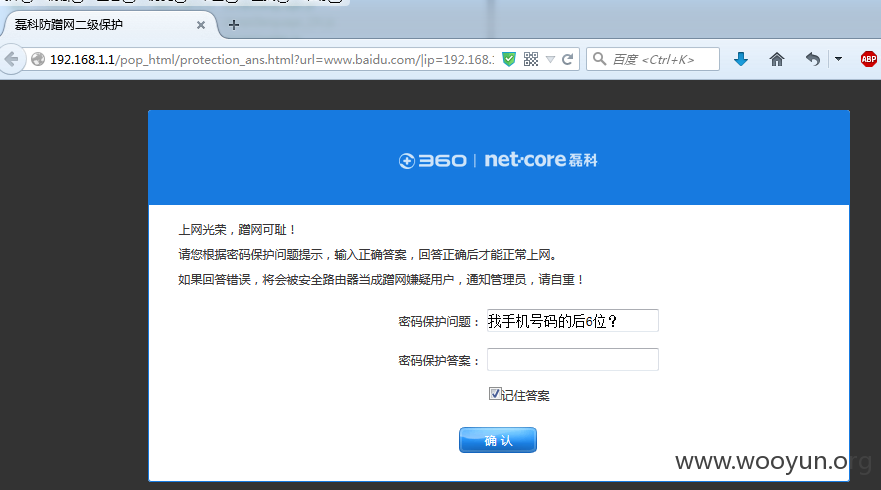 磊科防蹭网二级保护
192.168.1.1/pop_html/protection_ans.html?url=www.baidu.com/|ip=192.168.1
百度 <Ctrl+K>
ABP
360 | net-core磊科
上网光荣，蹭网可耻！
请您根据密码保护问题提示，输入正确答案，回答正确后才能正常上网。
如果回答错误，将会被安全路由器当成蹭网嫌疑用户，通知管理员，请自重！
密码保护问题： 我手机号码的后6位？
密码保护答案：
记住答案
确 认
www.wooyun.org